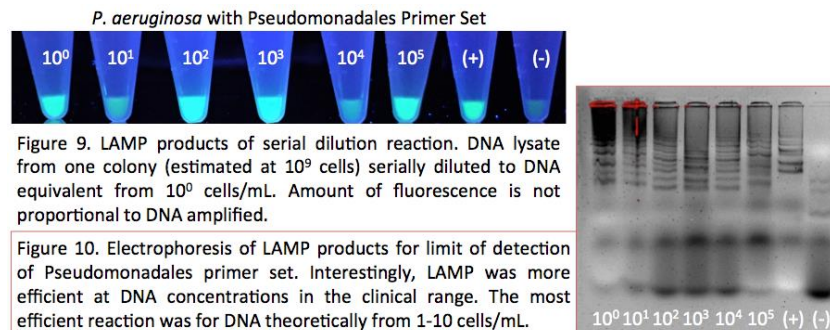 P. aeruginosa with Pseudomonadales Primer Set
10⁰ 10¹ 10² 10³ 10⁴ 10⁵ (+) (-)
Figure 9. LAMP products of serial dilution reaction. DNA lysate
from one colony (estimated at 10⁹ cells) serially diluted to DNA
equivalent from 10⁰ cells/mL. Amount of fluorescence is not
proportional to DNA amplified.
Figure 10. Electrophoresis of LAMP products for limit of detection
of Pseudomonadales primer set. Interestingly, LAMP was more
efficient at DNA concentrations in the clinical range. The most
efficient reaction was for DNA theoretically from 1-10 cells/mL.
10⁰ 10¹ 10² 10³ 10⁴ 10⁵ (+) (-)